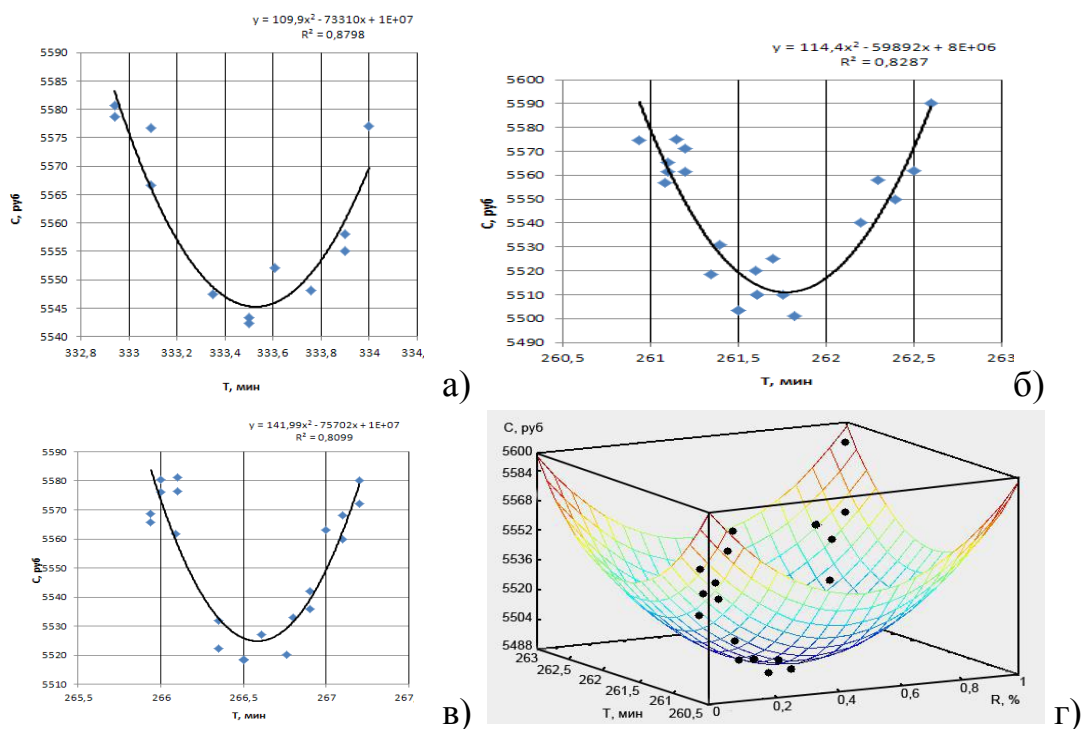 y = 109,9x² - 73310x + 1E+07
R² = 0,8798
5590
5585
5580
5575
5570
5565
5560
5555
5550
5545
5540
C, руб
332,8 333 333,2 333,4 333,6 333,8 334 334,
T, мин
а)
y = 114,4x² - 59892x + 8E+06
R² = 0,8287
5600
5590
5580
5570
5560
5550
5540
5530
5520
5510
5500
5490
C, руб
260,5 261 261,5 262 262,5 263
T, мин
б)
y = 141,99x² - 75702x + 1E+07
R² = 0,8099
5590
5580
5570
5560
5550
5540
5530
5520
5510
C, руб
265,5 266 266,5 267 267
T, мин
в)
C, руб
5600
5584
5568
5552
5536
5520
5504
5488
263
262,5
262
261,5
261
260,5
T, мин
0 0,2 0,4 0,6 0,8 1
R, %
г)